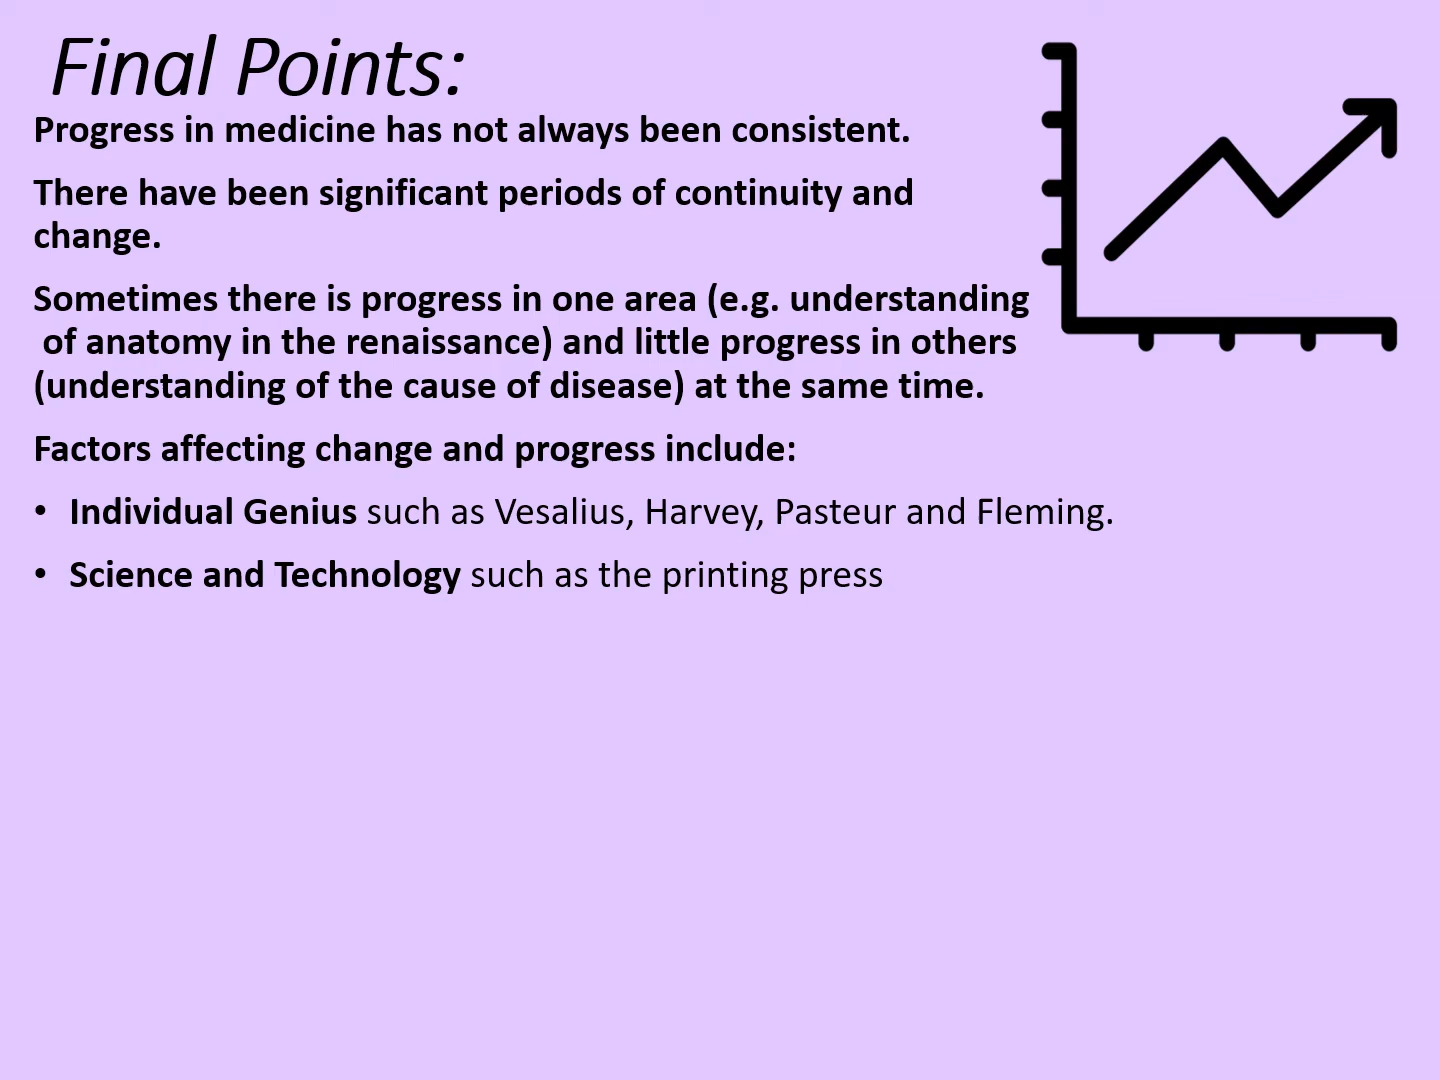 Final Points:
Progress in medicine has not always been consistent.
There have been significant periods of continuity and
change.
Sometimes there is progress in one area (e.g. understanding
of anatomy in the renaissance) and little progress in others
(understanding of the cause of disease) at the same time.
Factors affecting change and progress include:
• Individual Genius such as Vesalius, Harvey, Pasteur and Fleming.
• Science and Technology such as the printing press